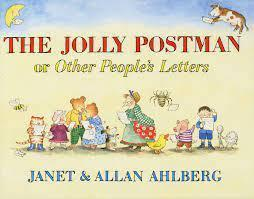 THE JOLLY POSTMAN
or Other People's Letters
JANET & ALLAN AHLBERG